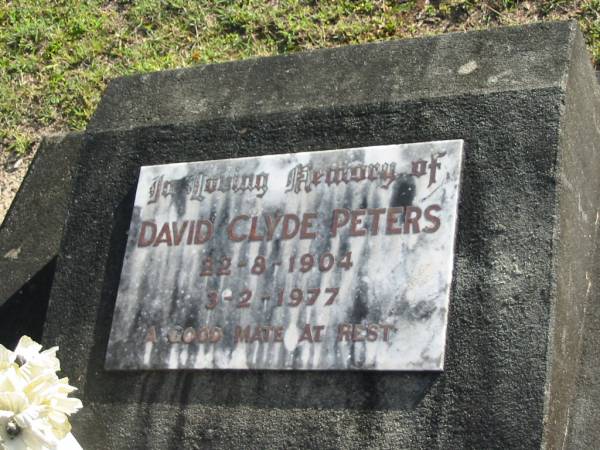 In Loving Memory of
DAVID CLYDE PETERS
22-8-1904
3-2-1977
A GOOD MATE AT REST